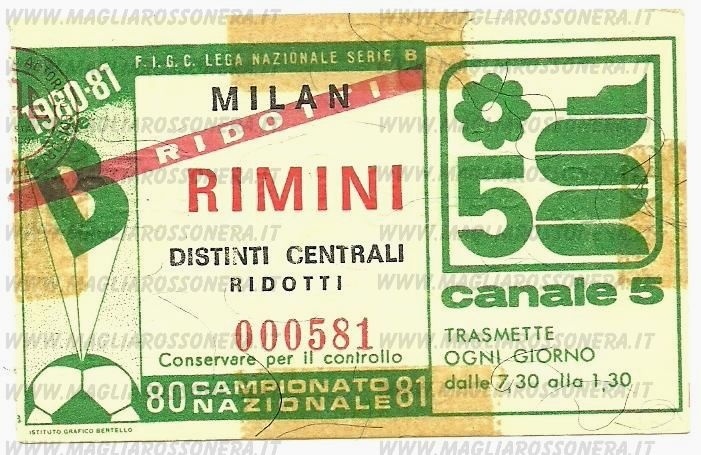 WWW.MAGLIAROSSONERA.IT
F.I.G.C. LEGA NAZIONALE SERIE B
1980-81
B
RIDOTTI
MILAN
RIMINI
DISTINTI CENTRALI
RIDOTTI
000581
Conservare per il controllo
80 CAMPIONATO NAZIONALE 81
ISTITUTO GRAFICO BERTELLO
5
canale 5
TRASMETTE
OGNI GIORNO
dalle 7,30 alla 1,30